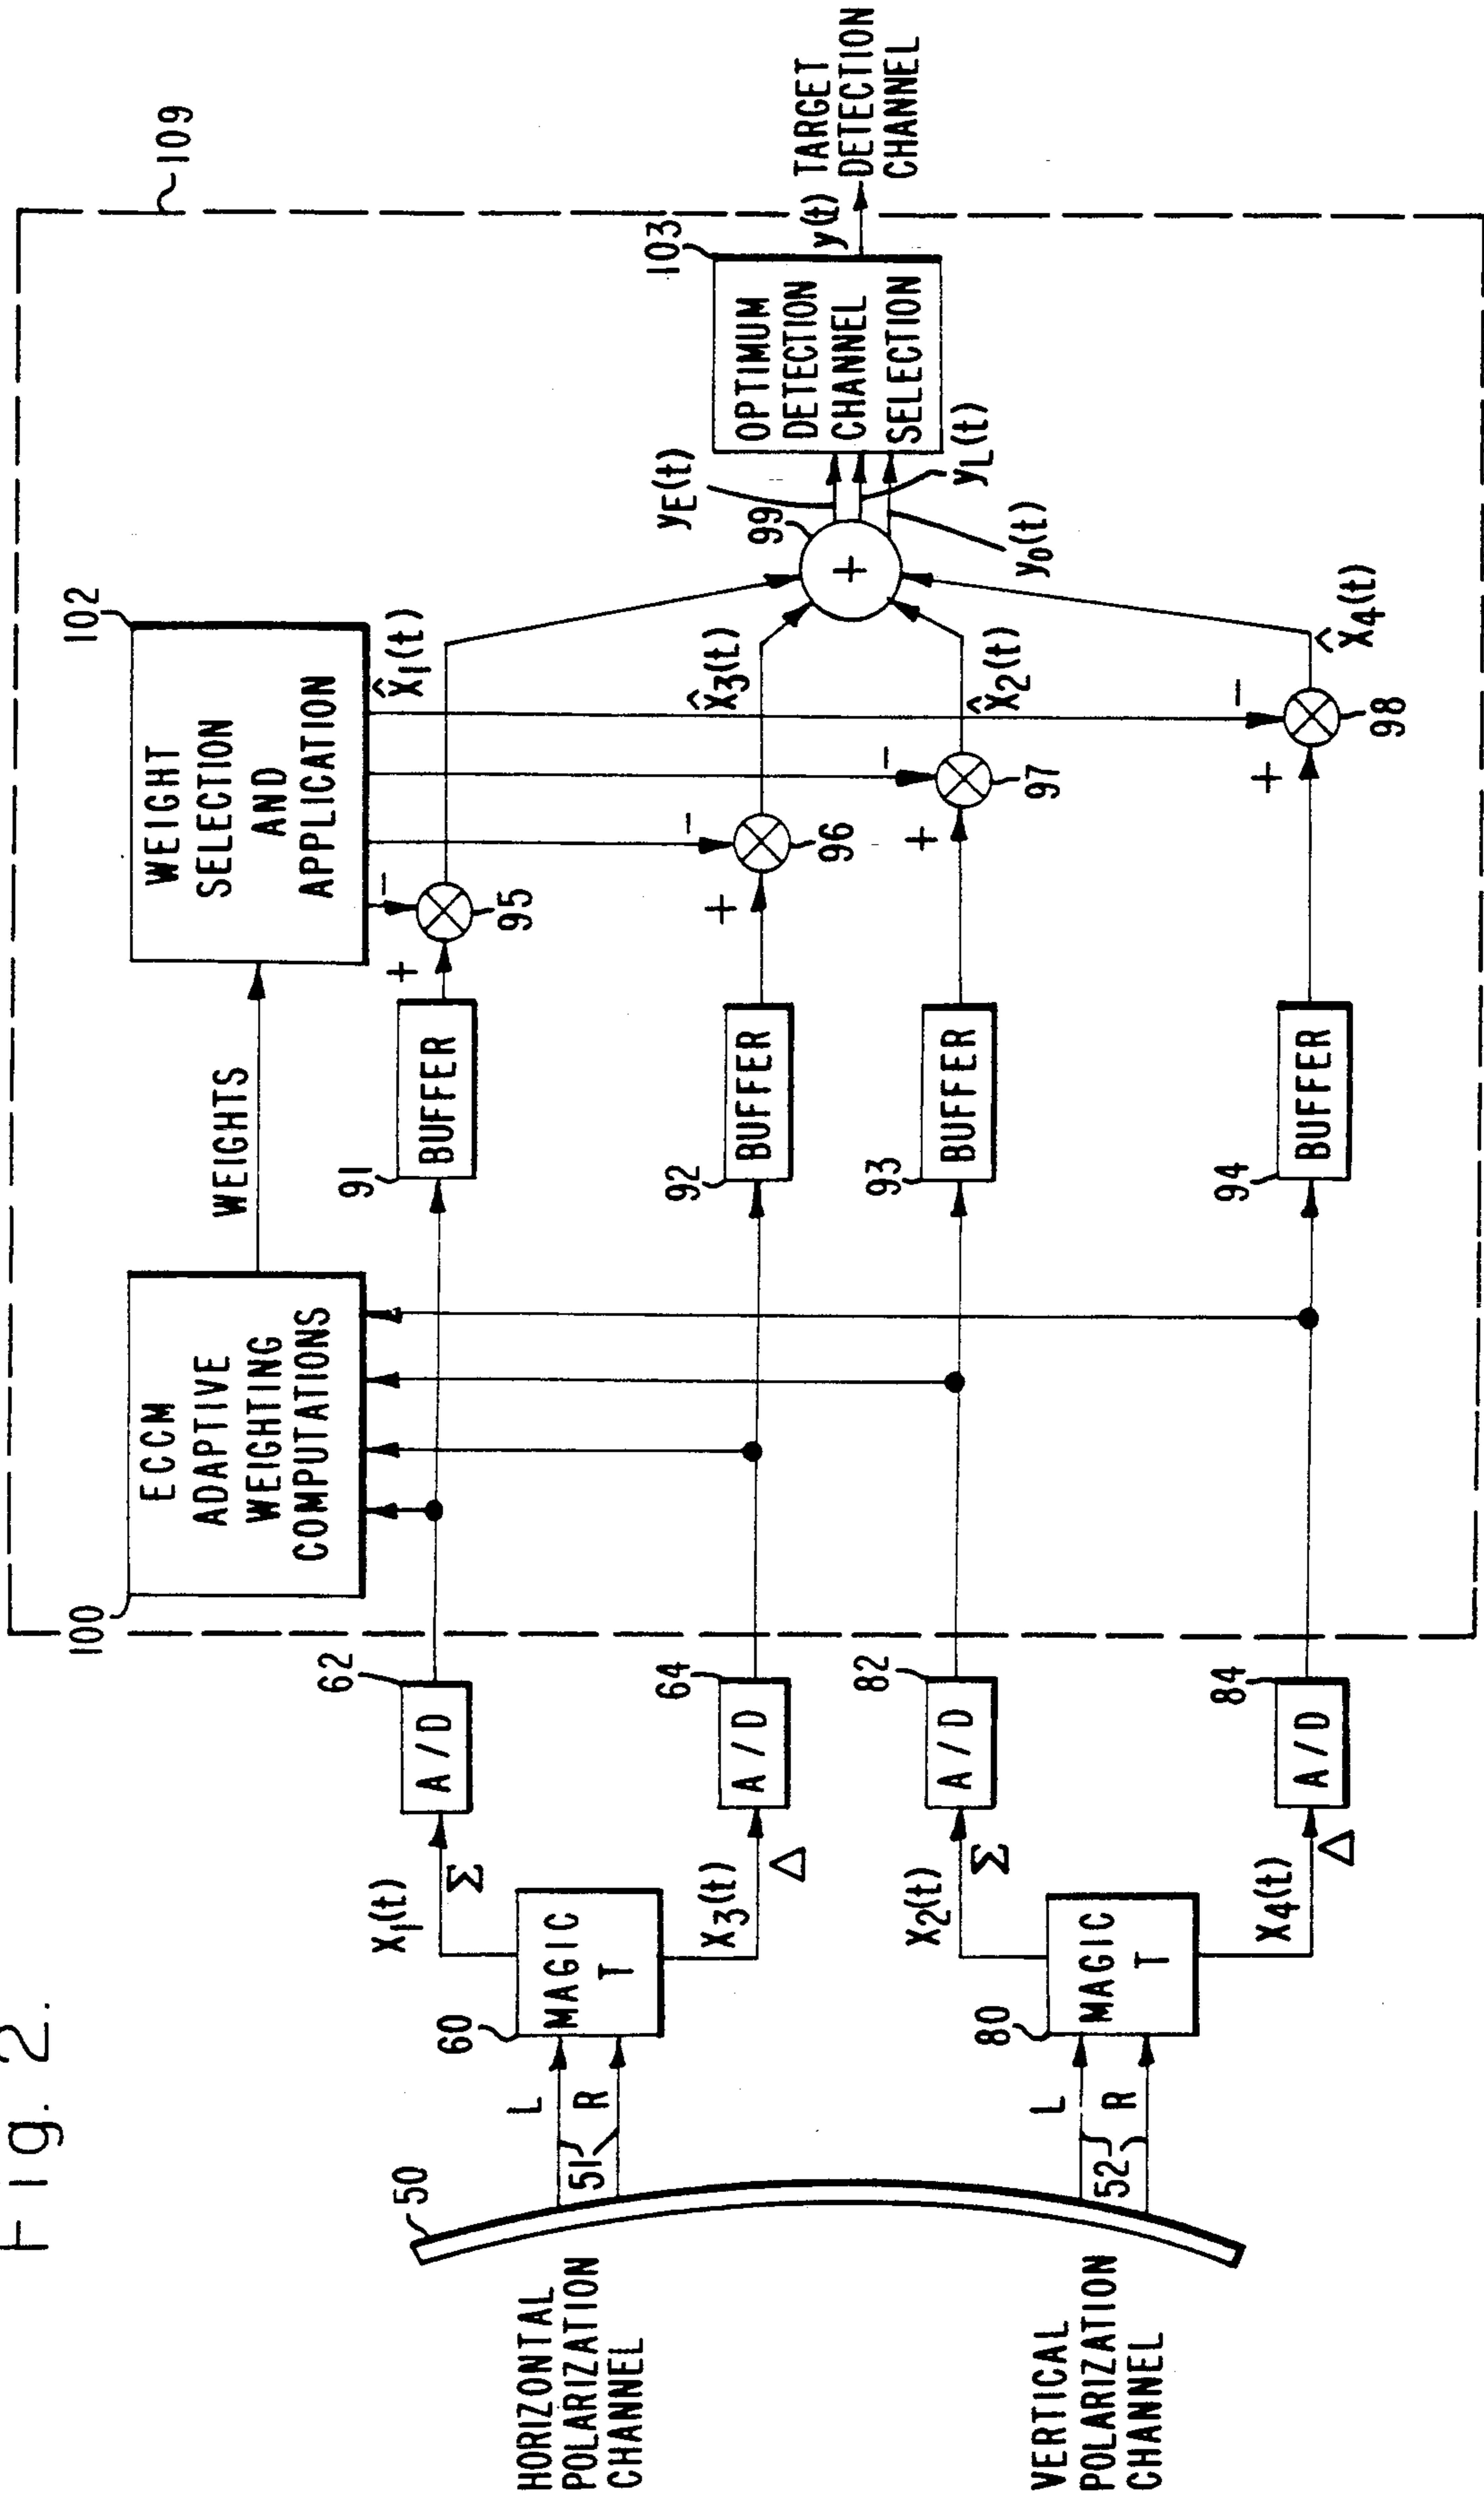 Fig. 2.
109
100
ECCM
ADAPTIVE
WEIGHTING
COMPUTATIONS
WEIGHTS
102
WEIGHT
SELECTION
AND
APPLICATION
HORIZONTAL
POLARIZATION
CHANNEL
50
L
51
R
60
MAGIC
T
X1(t)
Σ
62
A/D
91
BUFFER
+
−
95
X̂1(t)
X3(t)
Δ
64
A/D
92
BUFFER
+
−
96
X̂3(t)
VERTICAL
POLARIZATION
CHANNEL
L
52
R
80
MAGIC
T
X2(t)
Σ
82
A/D
93
BUFFER
+
−
97
X̂2(t)
X4(t)
Δ
84
A/D
94
BUFFER
+
−
98
X̂4(t)
99
+
yE(t)
yL(t)
y0(t)
103
OPTIMUM
DETECTION
CHANNEL
SELECTION
y(t)
TARGET
DETECTION
CHANNEL